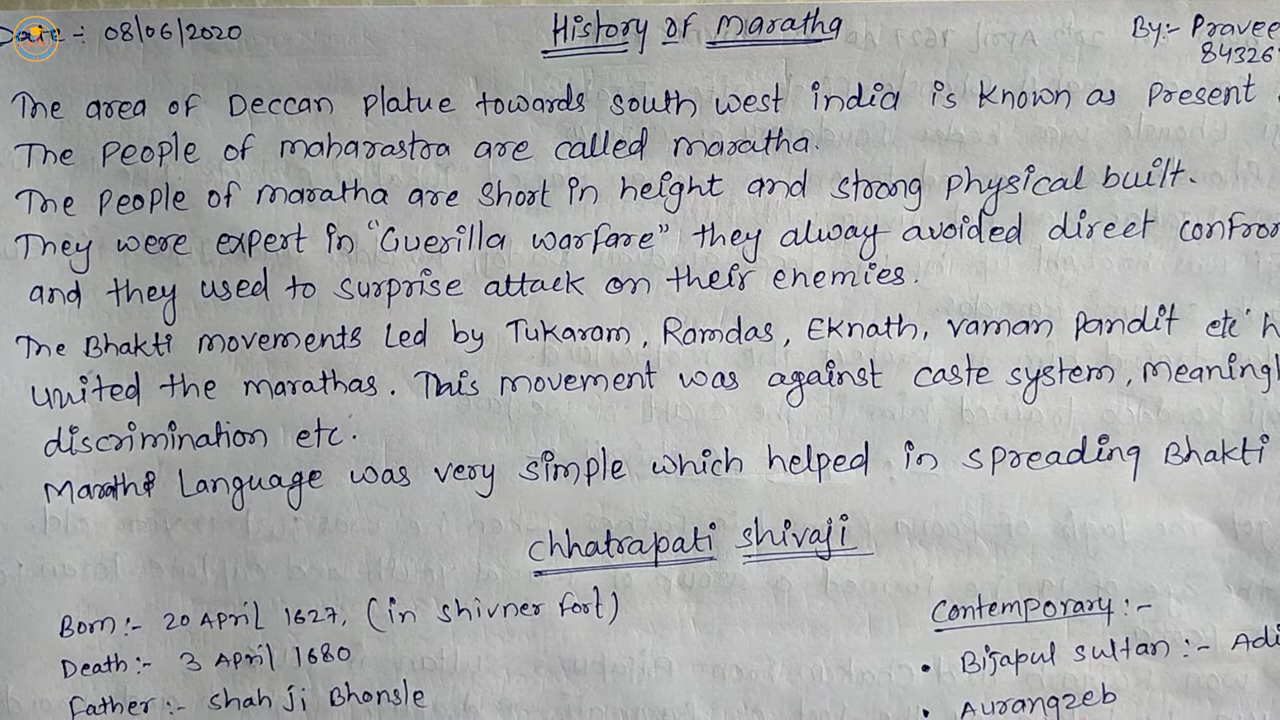 Date :- 08/06/2020
History of Maratha
By:- Pravee
84326
The area of Deccan Platue towards south west india is known as Present
The People of maharastra are called maratha.
The People of maratha are short in height and strong physical built.
They were expert in "Guerilla warfare" they alway avoided direct confron
and they used to surprise attack on their enemies.
The Bhakti movements Led by Tukaram, Ramdas, Eknath, vaman Pandit etc h
united the marathas. This movement was against caste system, meaningl
discrimination etc.
Marathi Language was very simple which helped in spreading Bhakti
Chhatrapati Shivaji
Born:- 20 April 1627, (in shivner fort)
Death:- 3 April 1680
Father:- Shah ji Bhonsle
Contemporary:-
• Bijapul sultan:- Adi
• Aurangzeb